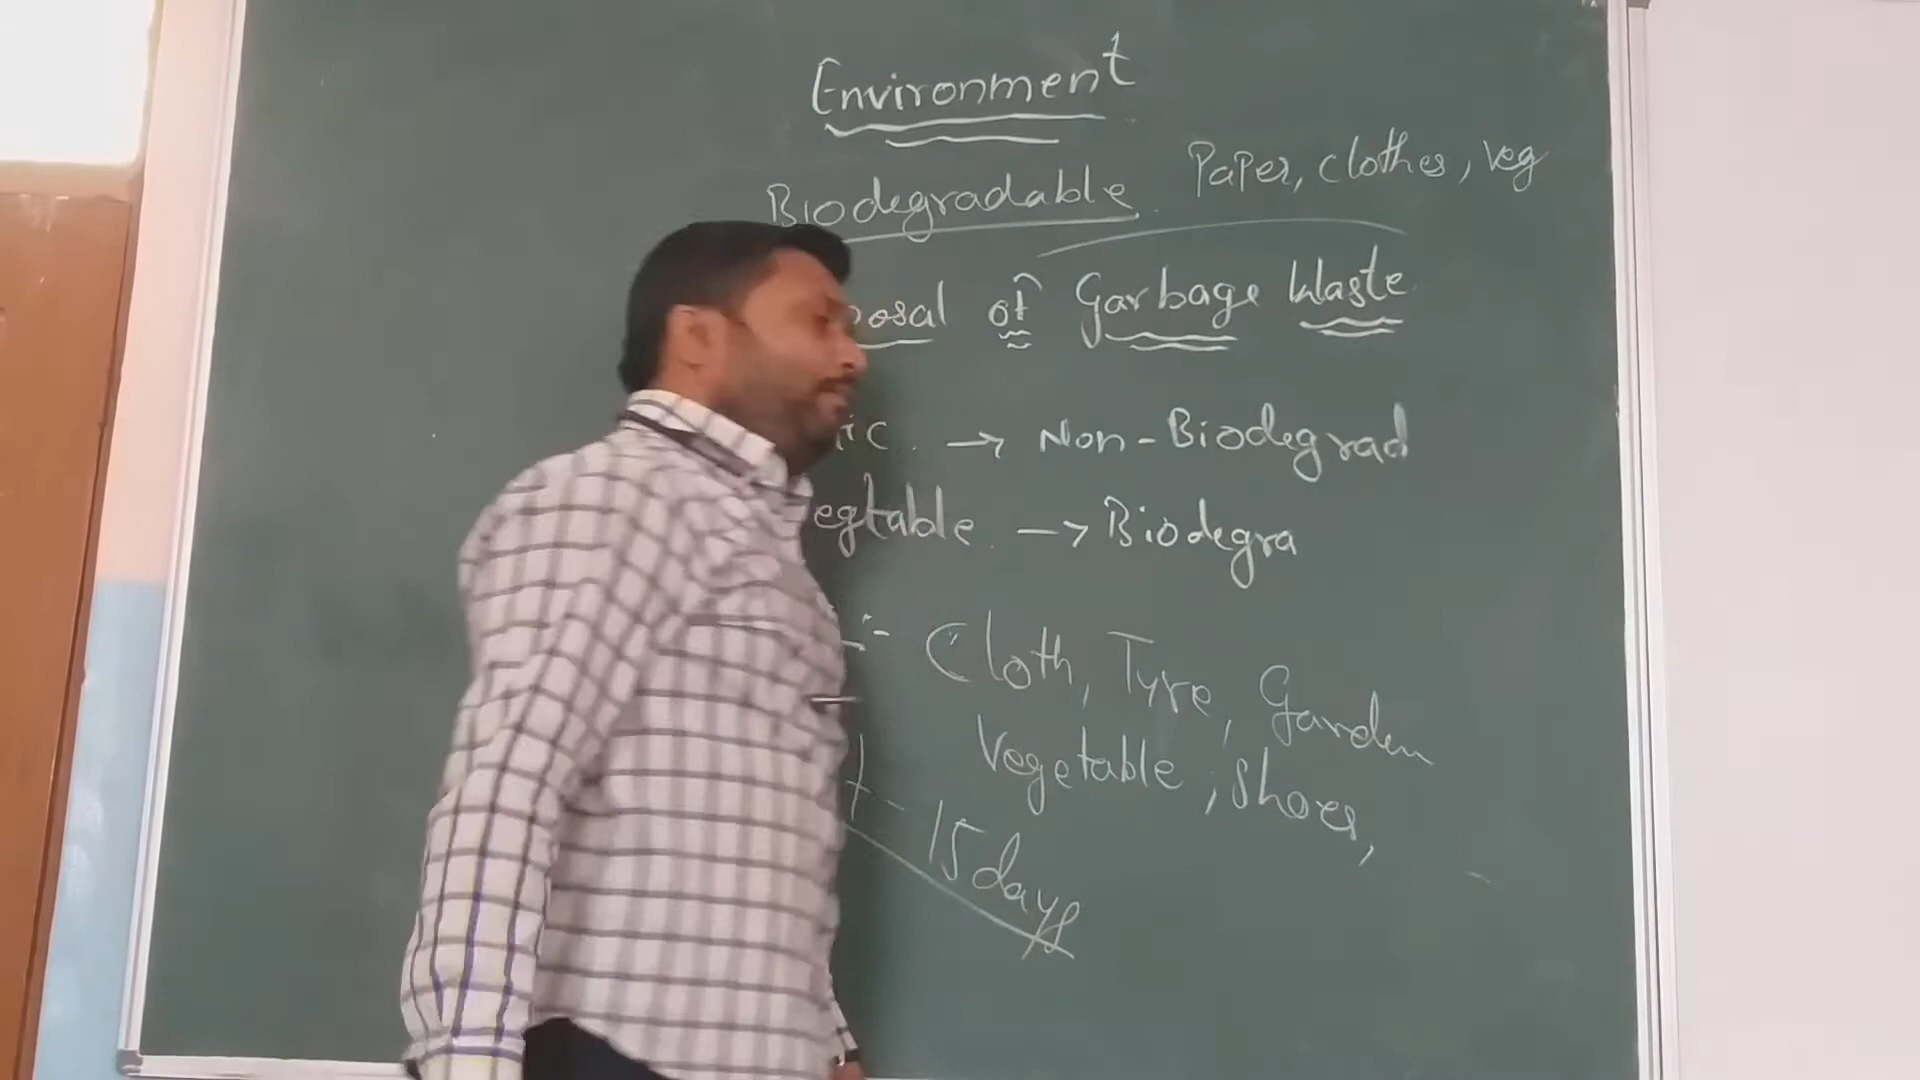 Environment
Biodegradable Paper, clothes, veg
osal of Garbage Waste
ic. → Non-Biodegrad
egtable → Biodegra
:- Cloth, Tyre, Garden
Vegetable, Shoes,
15 days